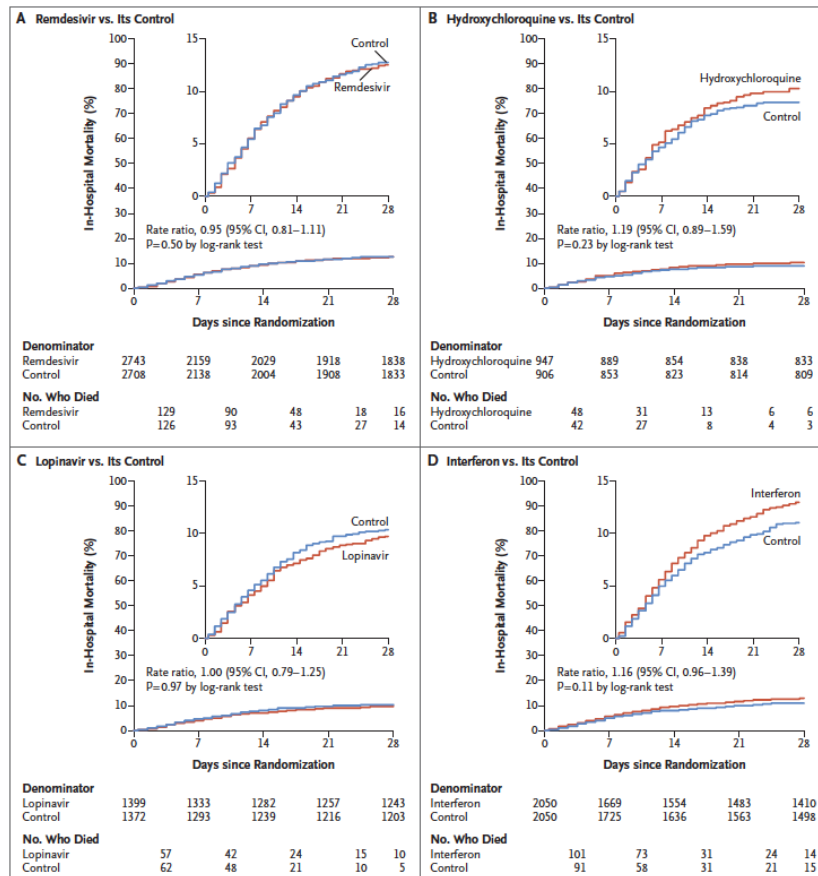 A Remdesivir vs. Its Control
In-Hospital Mortality (%)
100
90
80
70
60
50
40
30
20
10
0
0 7 14 21 28
15
10
5
0
0 7 14 21 28
Control
Remdesivir
Rate ratio, 0.95 (95% CI, 0.81–1.11)
P=0.50 by log-rank test
Days since Randomization
Denominator
Remdesivir 2743 2159 2029 1918 1838
Control 2708 2138 2004 1908 1833
No. Who Died
Remdesivir 129 90 48 18 16
Control 126 93 43 27 14
B Hydroxychloroquine vs. Its Control
In-Hospital Mortality (%)
100
90
80
70
60
50
40
30
20
10
0
0 7 14 21 28
15
10
5
0
0 7 14 21 28
Hydroxychloroquine
Control
Rate ratio, 1.19 (95% CI, 0.89–1.59)
P=0.23 by log-rank test
Days since Randomization
Denominator
Hydroxychloroquine 947 889 854 838 833
Control 906 853 823 814 809
No. Who Died
Hydroxychloroquine 48 31 13 6 6
Control 42 27 8 4 3
C Lopinavir vs. Its Control
In-Hospital Mortality (%)
100
90
80
70
60
50
40
30
20
10
0
0 7 14 21 28
15
10
5
0
0 7 14 21 28
Control
Lopinavir
Rate ratio, 1.00 (95% CI, 0.79–1.25)
P=0.97 by log-rank test
Days since Randomization
Denominator
Lopinavir 1399 1333 1282 1257 1243
Control 1372 1293 1239 1216 1203
No. Who Died
Lopinavir 57 42 24 15 10
Control 62 48 21 10 5
D Interferon vs. Its Control
In-Hospital Mortality (%)
100
90
80
70
60
50
40
30
20
10
0
0 7 14 21 28
15
10
5
0
0 7 14 21 28
Interferon
Control
Rate ratio, 1.16 (95% CI, 0.96–1.39)
P=0.11 by log-rank test
Days since Randomization
Denominator
Interferon 2050 1669 1554 1483 1410
Control 2050 1725 1636 1563 1498
No. Who Died
Interferon 101 73 31 24 14
Control 91 58 31 21 15